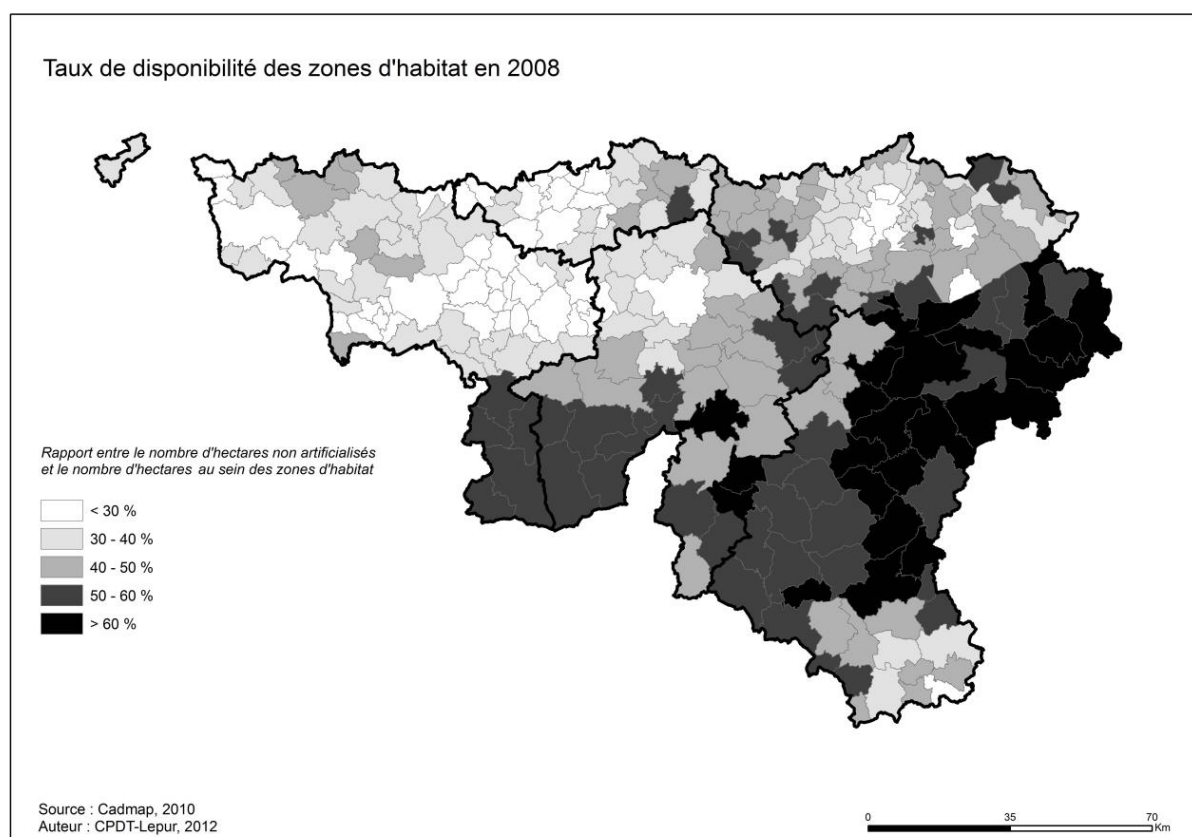 Taux de disponibilité des zones d'habitat en 2008
Rapport entre le nombre d'hectares non artificialisés
et le nombre d'hectares au sein des zones d'habitat
< 30 %
30 - 40 %
40 - 50 %
50 - 60 %
> 60 %
Source : Cadmap, 2010
Auteur : CPDT-Lepur, 2012
0 35 70
Km